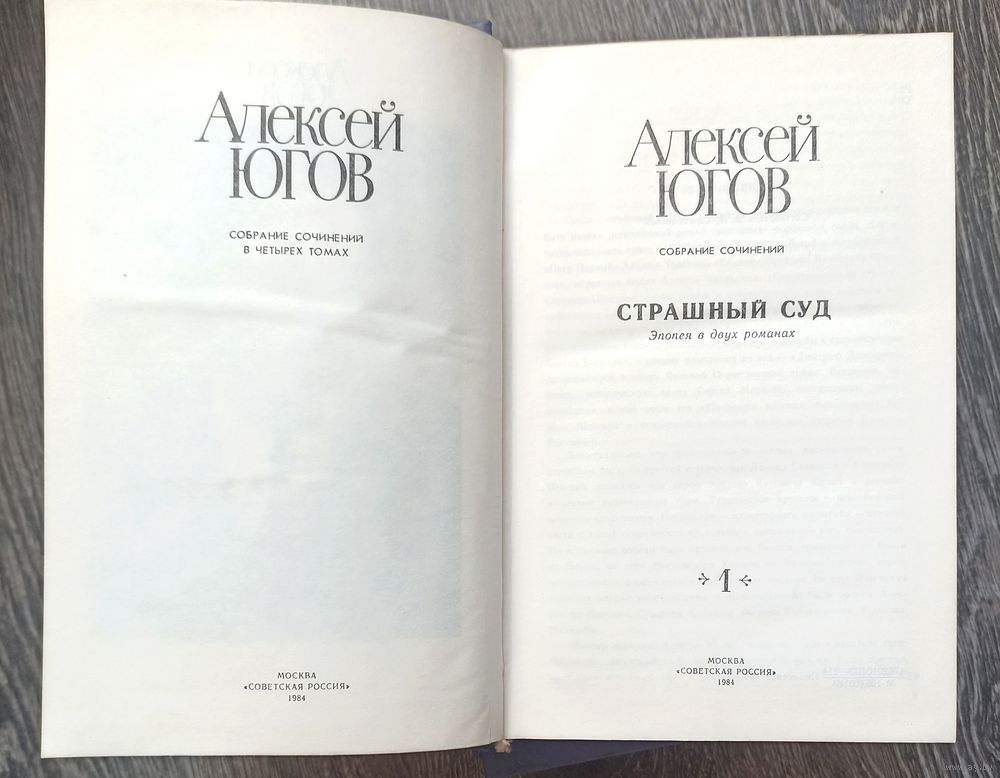 Алексей
ЮГОВ
СОБРАНИЕ СОЧИНЕНИЙ
В ЧЕТЫРЕХ ТОМАХ
МОСКВА
«СОВЕТСКАЯ РОССИЯ»
1984
Алексей
ЮГОВ
СОБРАНИЕ СОЧИНЕНИЙ
СТРАШНЫЙ СУД
Эпопея в двух романах
1
МОСКВА
«СОВЕТСКАЯ РОССИЯ»
1984